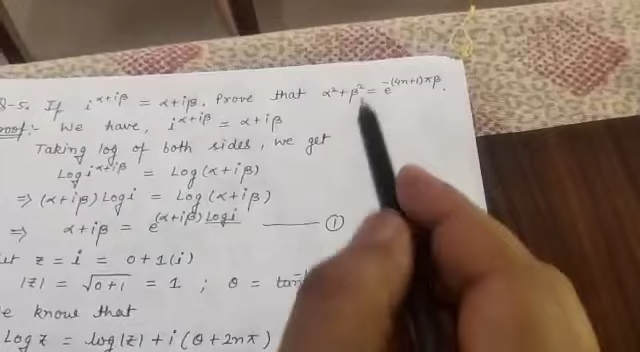 Q-5. If i^{α+iβ} = α+iβ. Prove that α²+β² = e^{-(4n+1)πβ}.
Proof:- We have, i^{α+iβ} = α+iβ
Taking log of both sides, we get
Log i^{α+iβ} = Log(α+iβ)
⇒ (α+iβ) Log i = Log(α+iβ)
⇒ α+iβ = e^{(α+iβ) Log i} —— ①
z = i = 0+1(i)
|z| = √0+1 = 1 ; θ = tan⁻
know that
Log z = log|z| + i(θ+2nπ)